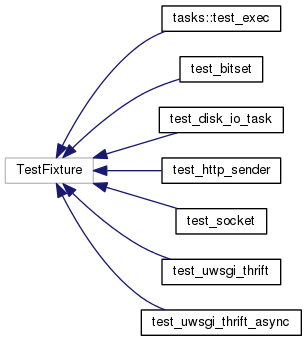 tasks::test_exec
test_bitset
test_disk_io_task
TestFixture
test_http_sender
test_socket
test_uwsgi_thrift
test_uwsgi_thrift_async